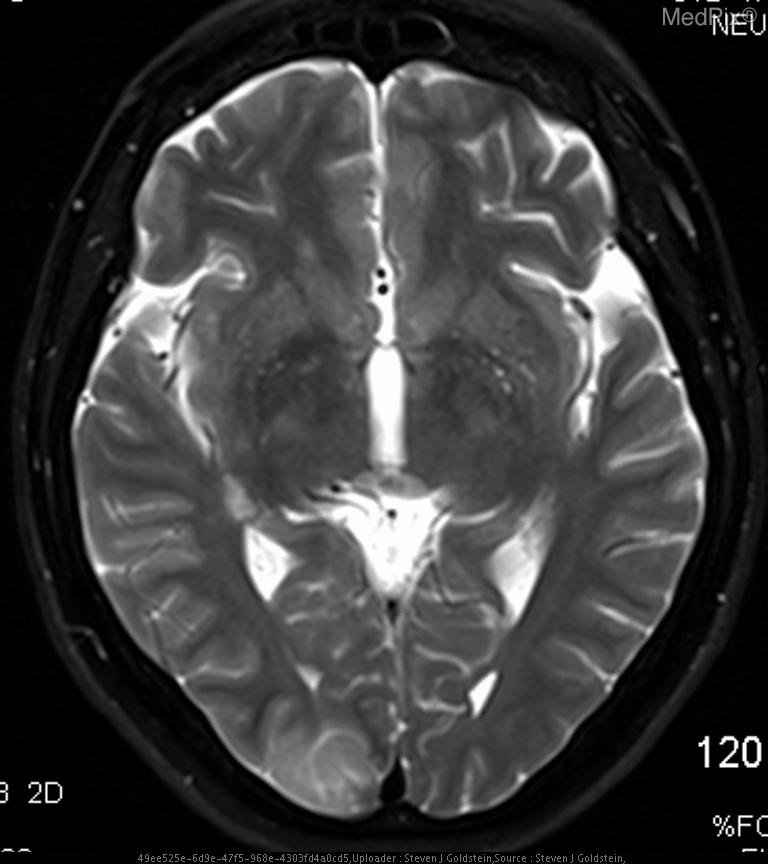 MedPix®
NEU
120
3 2D
%FC
49ee525e-6d9e-47f5-968e-4303fd4a0cd5,Uploader : Steven J Goldstein,Source : Steven J Goldstein,